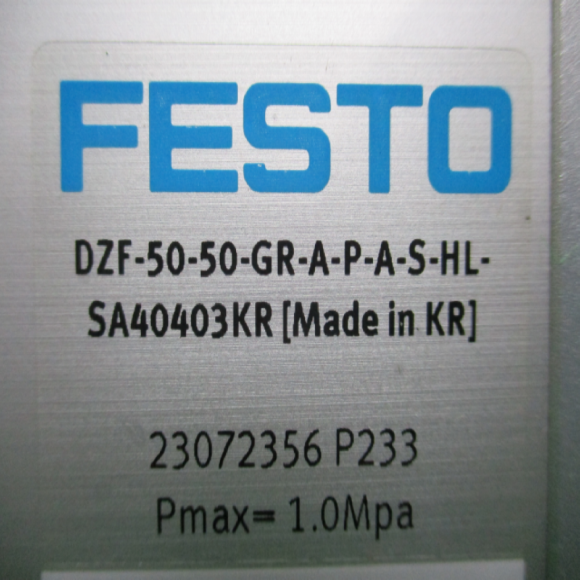 FESTO
DZF-50-50-GR-A-P-A-S-HL-
SA40403KR [Made in KR]
23072356 P233
Pmax= 1.0Mpa